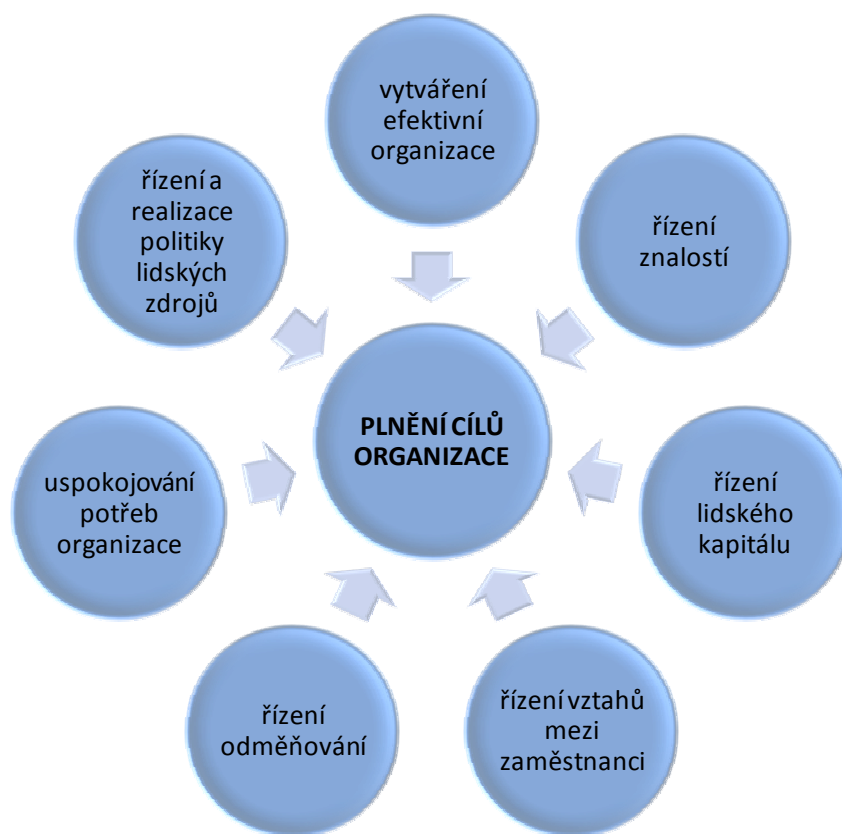 vytváření
efektivní
organizace
řízení
znalostí
řízení
lidského
kapitálu
řízení vztahů
mezi
zaměstnanci
řízení
odměňování
uspokojování
potřeb
organizace
řízení a
realizace
politiky
lidských
zdrojů
PLNĚNÍ CÍLŮ
ORGANIZACE